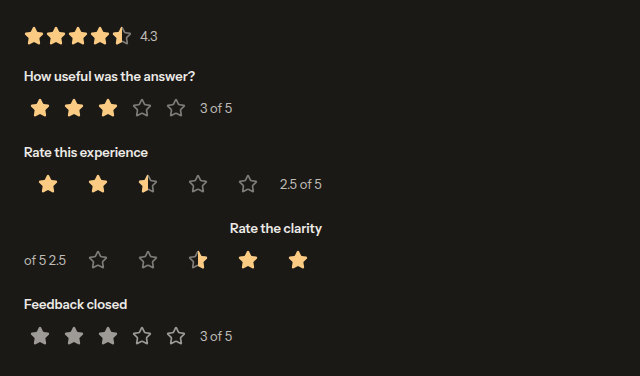 4.3
How useful was the answer?
3 of 5
Rate this experience
2.5 of 5
Rate the clarity
of 5 2.5
Feedback closed
3 of 5